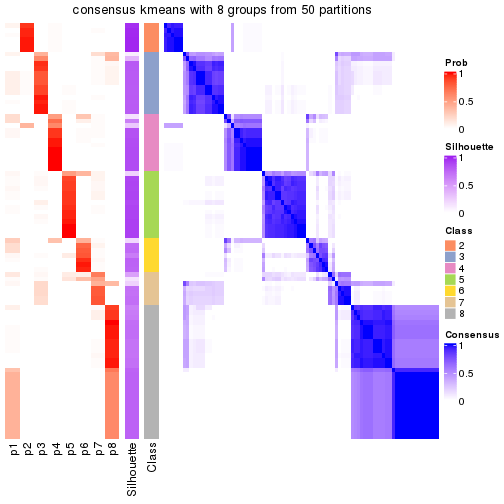 consensus kmeans with 8 groups from 50 partitions
Prob
1
0.5
0
Silhouette
1
0.5
0
Class
2
3
4
5
6
7
8
Consensus
1
0.5
0
p1
p2
p3
p4
p5
p6
p7
p8
Silhouette
Class